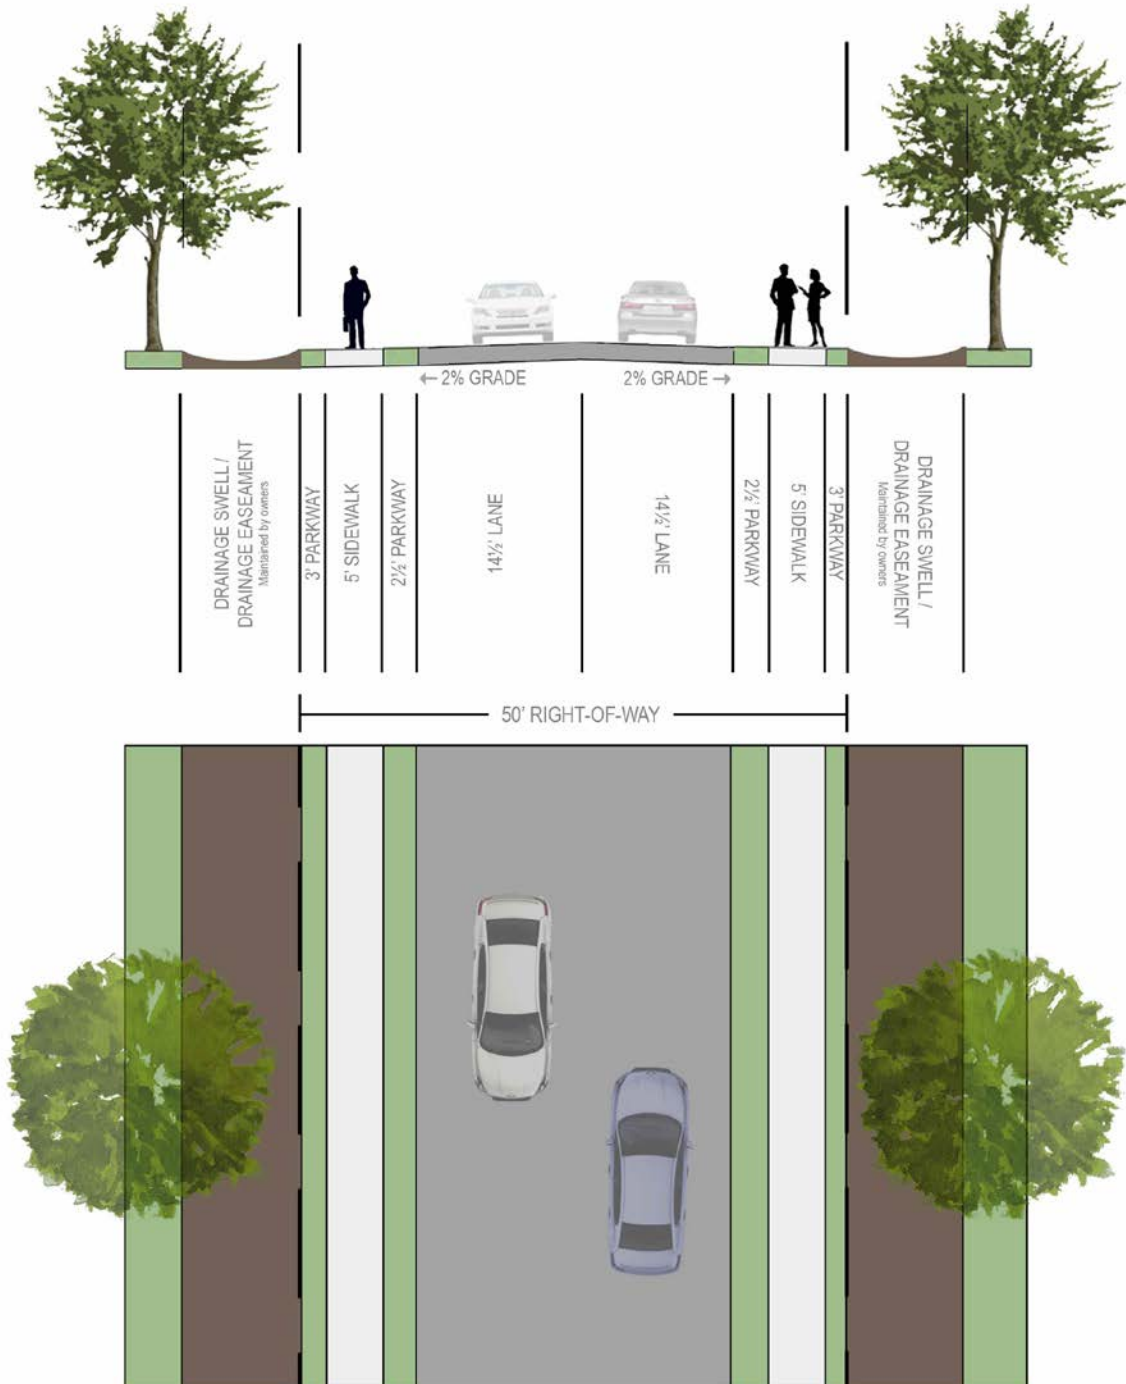 ← 2% GRADE
2% GRADE →
DRAINAGE SWELL /
DRAINAGE EASEAMENT
Maintained by owners
3' PARKWAY
5' SIDEWALK
2½' PARKWAY
14½' LANE
14½' LANE
2½' PARKWAY
5' SIDEWALK
3' PARKWAY
DRAINAGE SWELL /
DRAINAGE EASEAMENT
Maintained by owners
50' RIGHT-OF-WAY